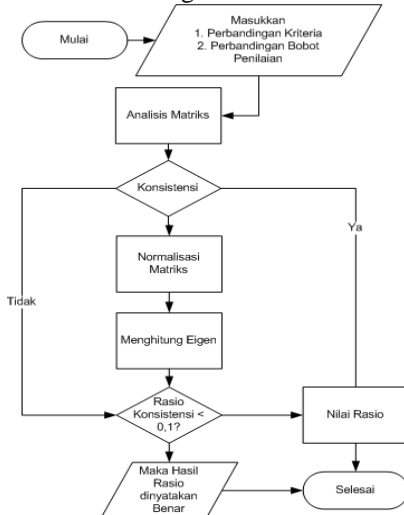 Mulai
Masukkan
1. Perbandingan Kriteria
2. Perbandingan Bobot
Penilaian
Analisis Matriks
Konsistensi
Ya
Normalisasi
Matriks
Tidak
Menghitung Eigen
Rasio
Konsistensi <
0,1?
Nilai Rasio
Maka Hasil
Rasio
dinyatakan
Benar
Selesai